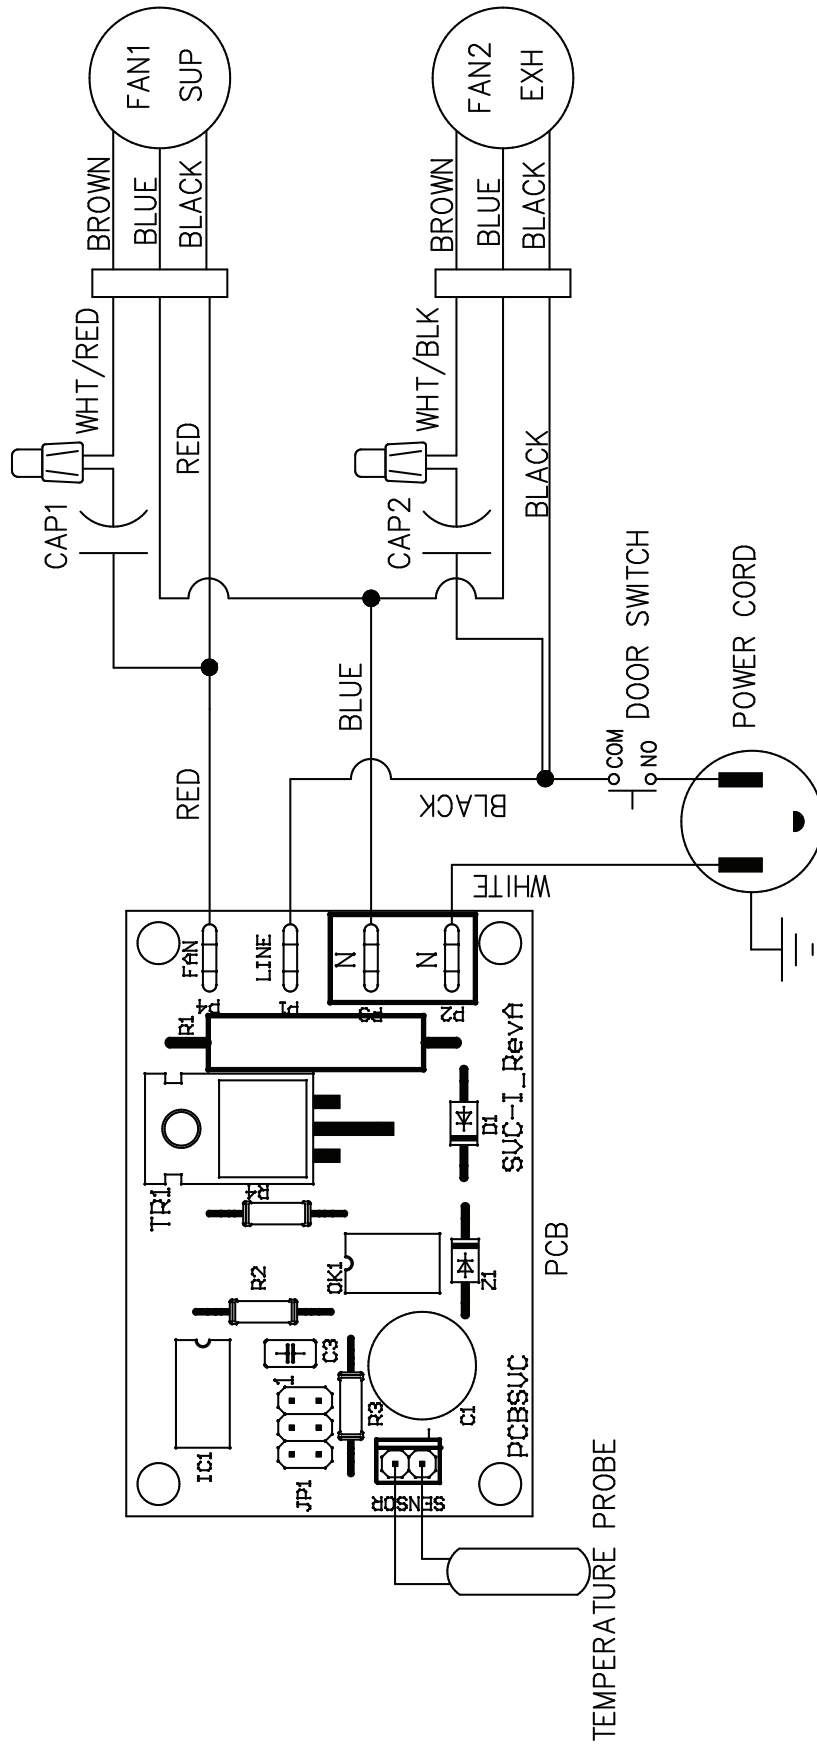 FAN1
SUP
FAN2
EXH
BROWN
BLUE
BLACK
BROWN
BLUE
BLACK
WHT/RED
WHT/BLK
RED
BLACK
CAP1
CAP2
DOOR SWITCH
COM
NO
POWER CORD
BLUE
RED
BLACK
WHITE
FAN
LINE
N
N
P4
P1
P3
P2
R1
TR1
R4
D1
SVC-I_RevA
R2
OK1
Z1
PCB
C3
1
IC1
JP1
R3
C1
PCBSVC
SENSOR
TEMPERATURE PROBE